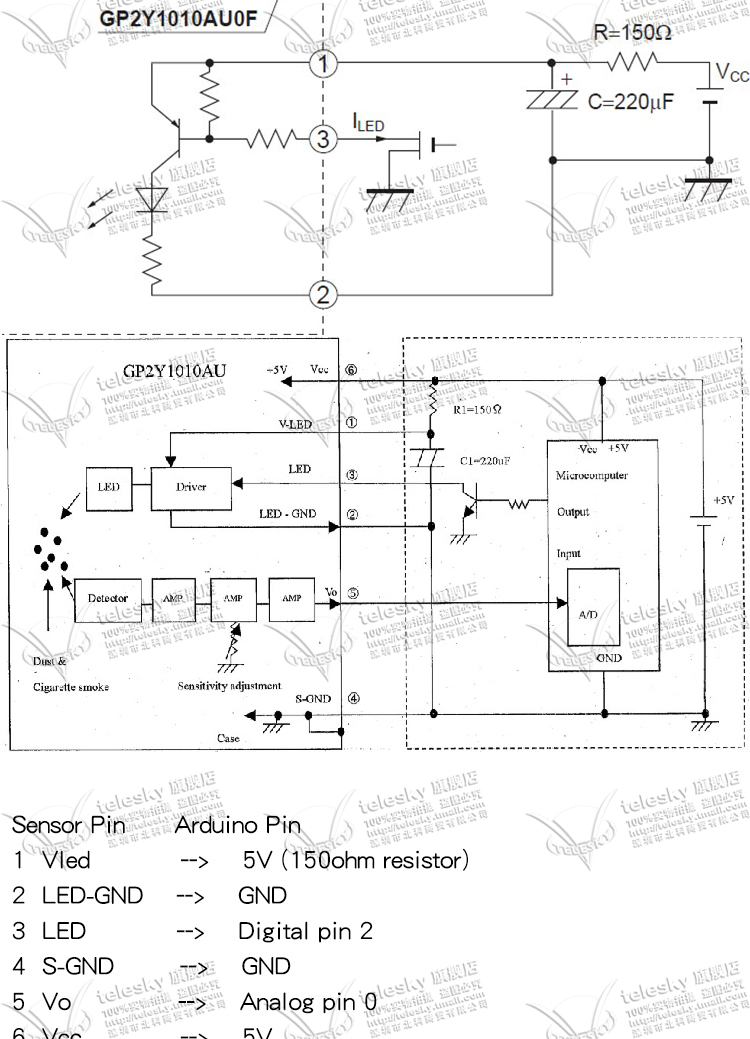 GP2Y1010AU0F
R=150Ω
1
VCC
+
C=220μF
ILED
3
2
GP2Y1010AU
+5V Vcc ⑥
R1=150Ω
V-LED ①
C1=220uF
Vcc +5V
LED ③
Microcomputer
LED
Driver
+5V
Output
LED - GND ②
Input
Detector
AMP
AMP
AMP
Vo ⑤
A/D
Dust &
Cigarette smoke
Sensitivity adjustment
GND
S-GND ④
Case
Sensor Pin Arduino Pin
1 Vled --> 5V (150ohm resistor)
2 LED-GND --> GND
3 LED --> Digital pin 2
4 S-GND --> GND
5 Vo --> Analog pin 0
6 Vcc --> 5V
telesky 旗舰店
TELESKY